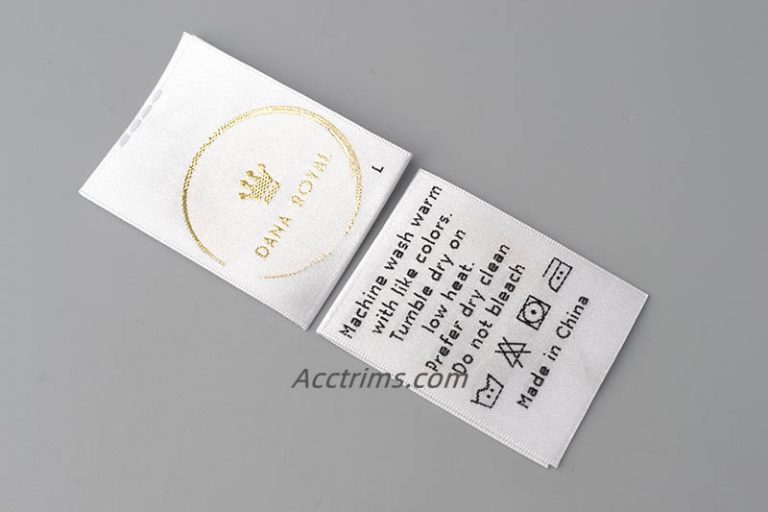 DANA ROYAL
L
Machine wash warm
with like colors.
Tumble dry on
low heat.
Prefer dry clean
Do not bleach
Made in China
Acctrims.com